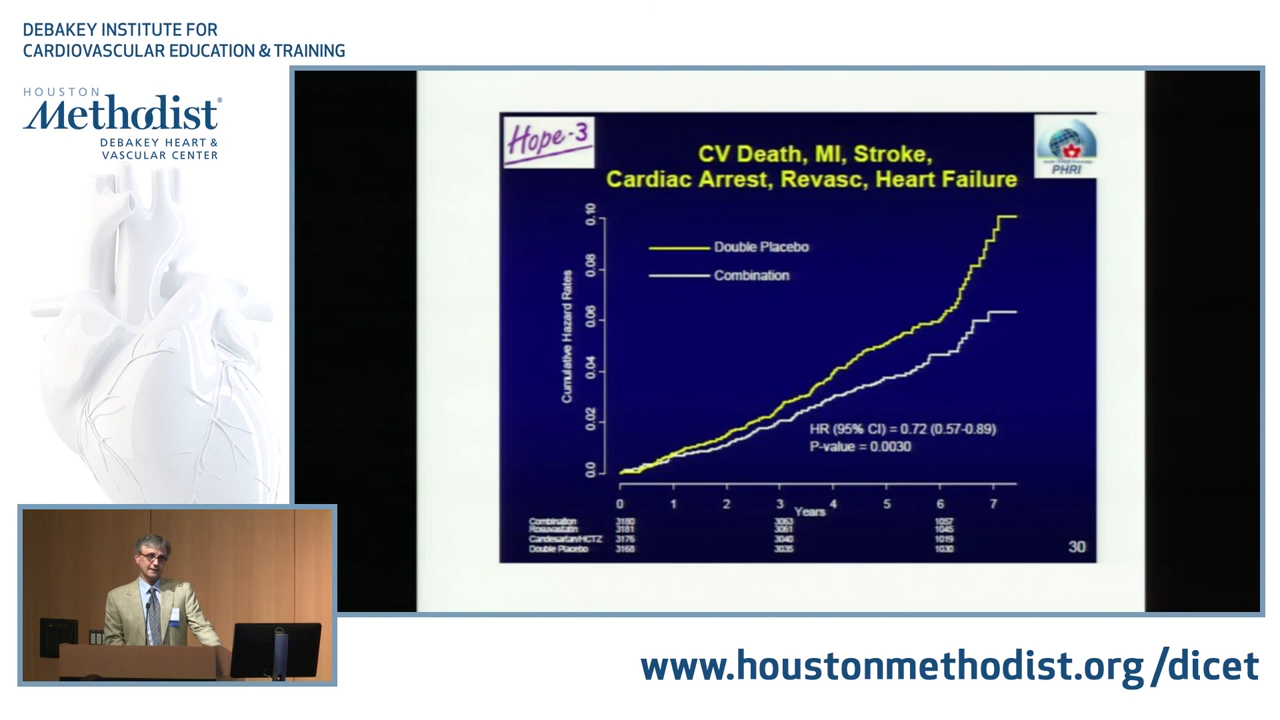 DEBAKEY INSTITUTE FOR
CARDIOVASCULAR EDUCATION & TRAINING
HOUSTON
Methodist®
DEBAKEY HEART &
VASCULAR CENTER
Hope-3
PHRI
CV Death, MI, Stroke,
Cardiac Arrest, Revasc, Heart Failure
Double Placebo
Combination
Cumulative Hazard Rates
0.10
0.08
0.06
0.04
0.02
0.0
HR (95% CI) = 0.72 (0.57-0.89)
P-value = 0.0030
0 1 2 3 4 5 6 7
Years
Combination 3180 3063 1057
Rosuvastatin 3181 3061 1045
Candesartan/HCTZ 3176 3040 1019
Double Placebo 3168 3035 1030
30
www.houstonmethodist.org/dicet